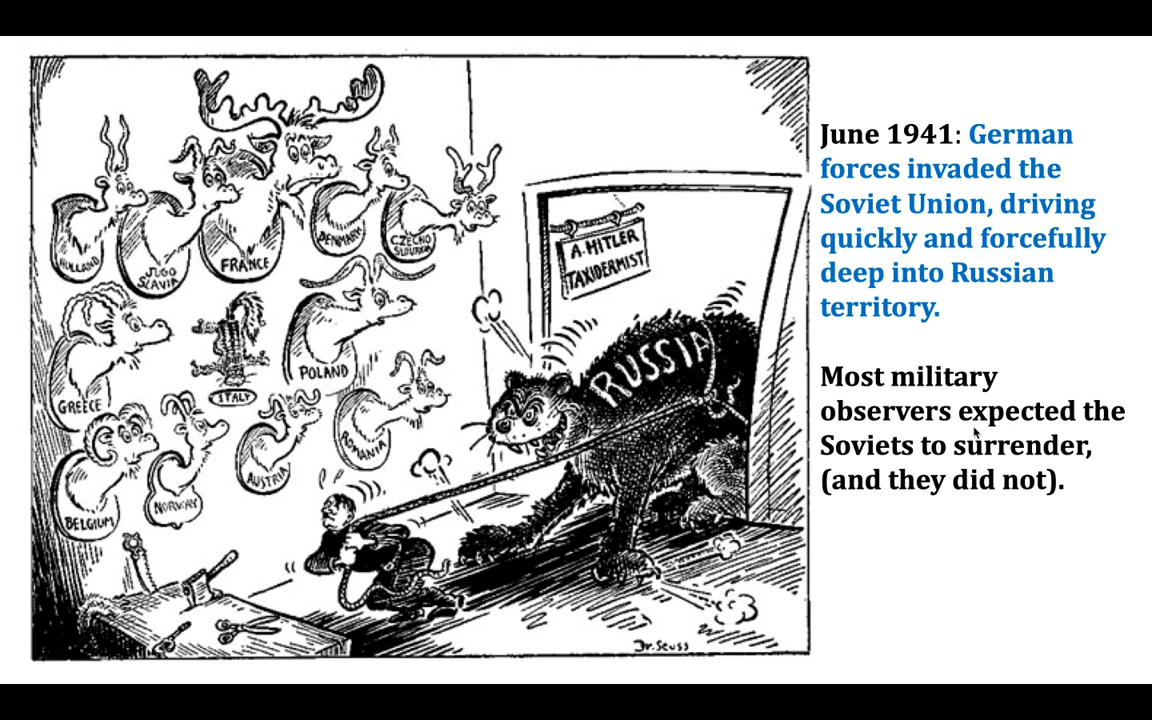 HOLLAND
JUGO
SLAVIA
FRANCE
DENMARK
CZECHO
SLOVAKIA
GREECE
ITALY
POLAND
BELGIUM
NORWAY
AUSTRIA
ROMANIA
A. HITLER
TAXIDERMIST
RUSSIA
Dr. Seuss
June 1941: German
forces invaded the
Soviet Union, driving
quickly and forcefully
deep into Russian
territory.
Most military
observers expected the
Soviets to surrender,
(and they did not).